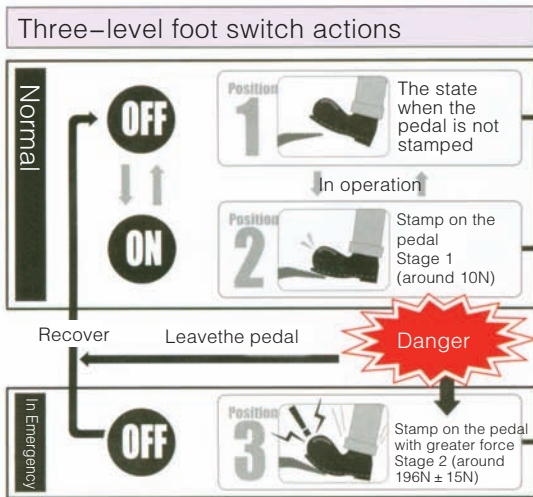 Three-level foot switch actions
Normal
OFF
Position
1
The state
when the
pedal is not
stamped
In operation
ON
Position
2
Stamp on the
pedal
Stage 1
(around 10N)
Recover
Leavethe pedal
Danger
In Emergency
OFF
Position
3
Stamp on the pedal
with greater force
Stage 2 (around
196N ± 15N)